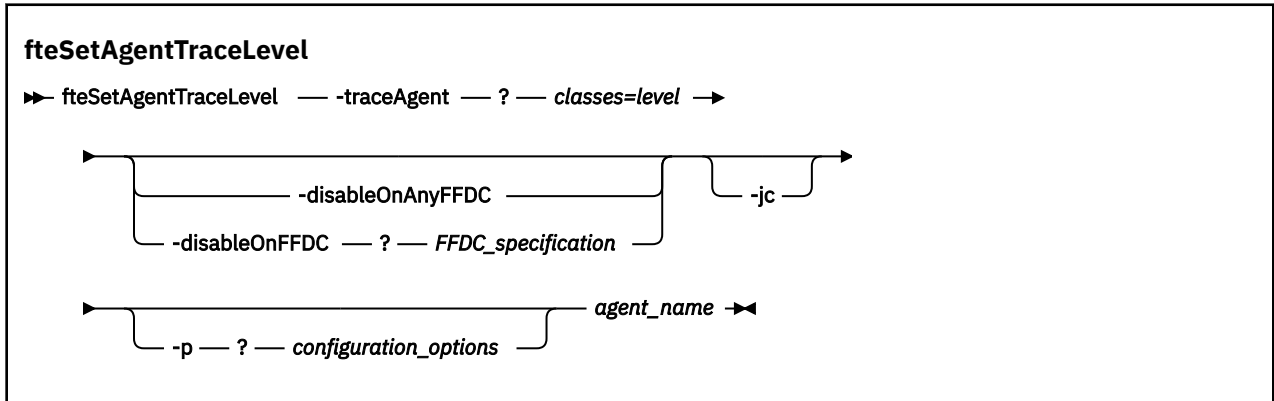 fteSetAgentTraceLevel
fteSetAgentTraceLevel -traceAgent ? classes=level
-disableOnAnyFFDC
-jc
-disableOnFFDC ? FFDC_specification
agent_name
-p ? configuration_options